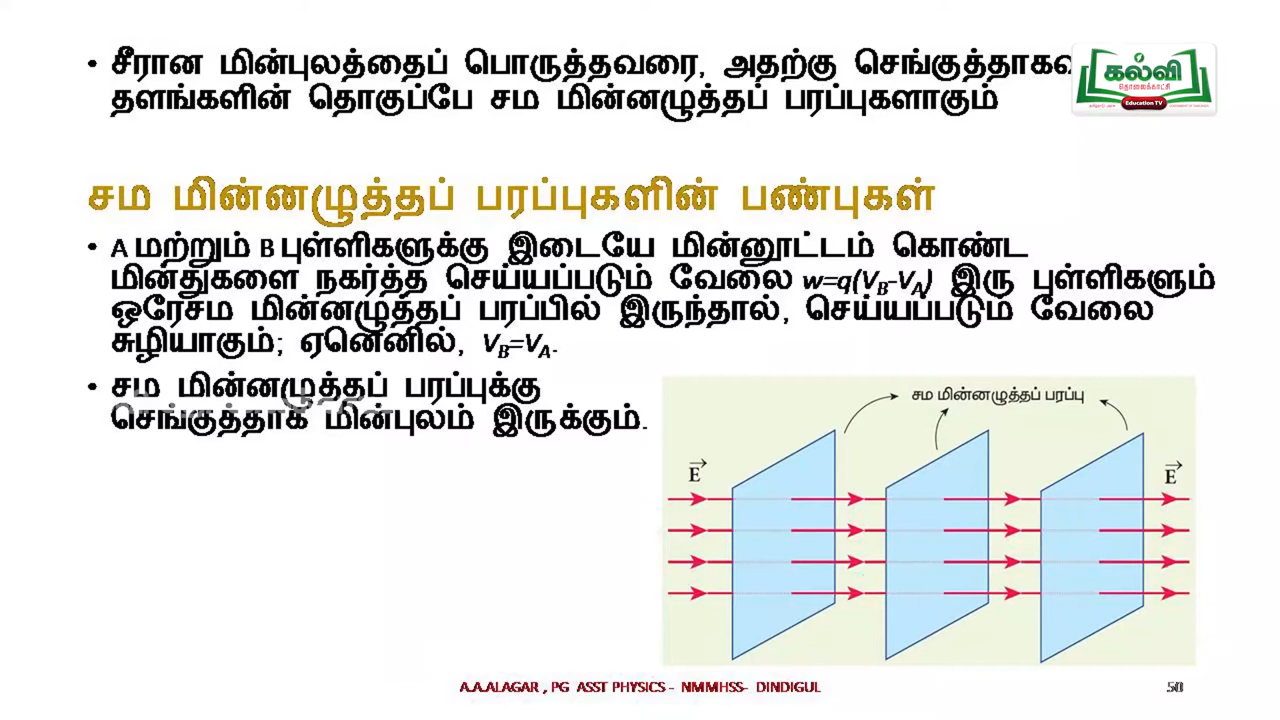 • சீரான மின்புலத்தைப் பொருத்தவரை, அதற்கு
தளங்களின் தொகுப்பே சம மின்னழுத்தப் பரப்புகளாகும்
கல்வி
தொலைக்காட்சி
Education TV
சம மின்னழுத்தப் பரப்புகளின் பண்புகள்
• A மற்றும் B புள்ளிகளுக்கு இடையே மின்னூட்டம் கொண்ட
மின்துகளை நகர்த்த செய்யப்படும் வேலை w=q(VB-VA) இரு புள்ளிகளும்
ஒரேசம மின்னழுத்தப் பரப்பில் இருந்தால், செய்யப்படும் வேலை
சுழியாகும்; ஏனெனில், VB=VA.
• சம மின்னழுத்தப் பரப்புக்கு
செங்குத்தாக மின்புலம் இருக்கும்.
சம மின்னழுத்தப் பரப்பு
E
E
A.A.ALAGAR , PG ASST PHYSICS - NMMHSS- DINDIGUL
50